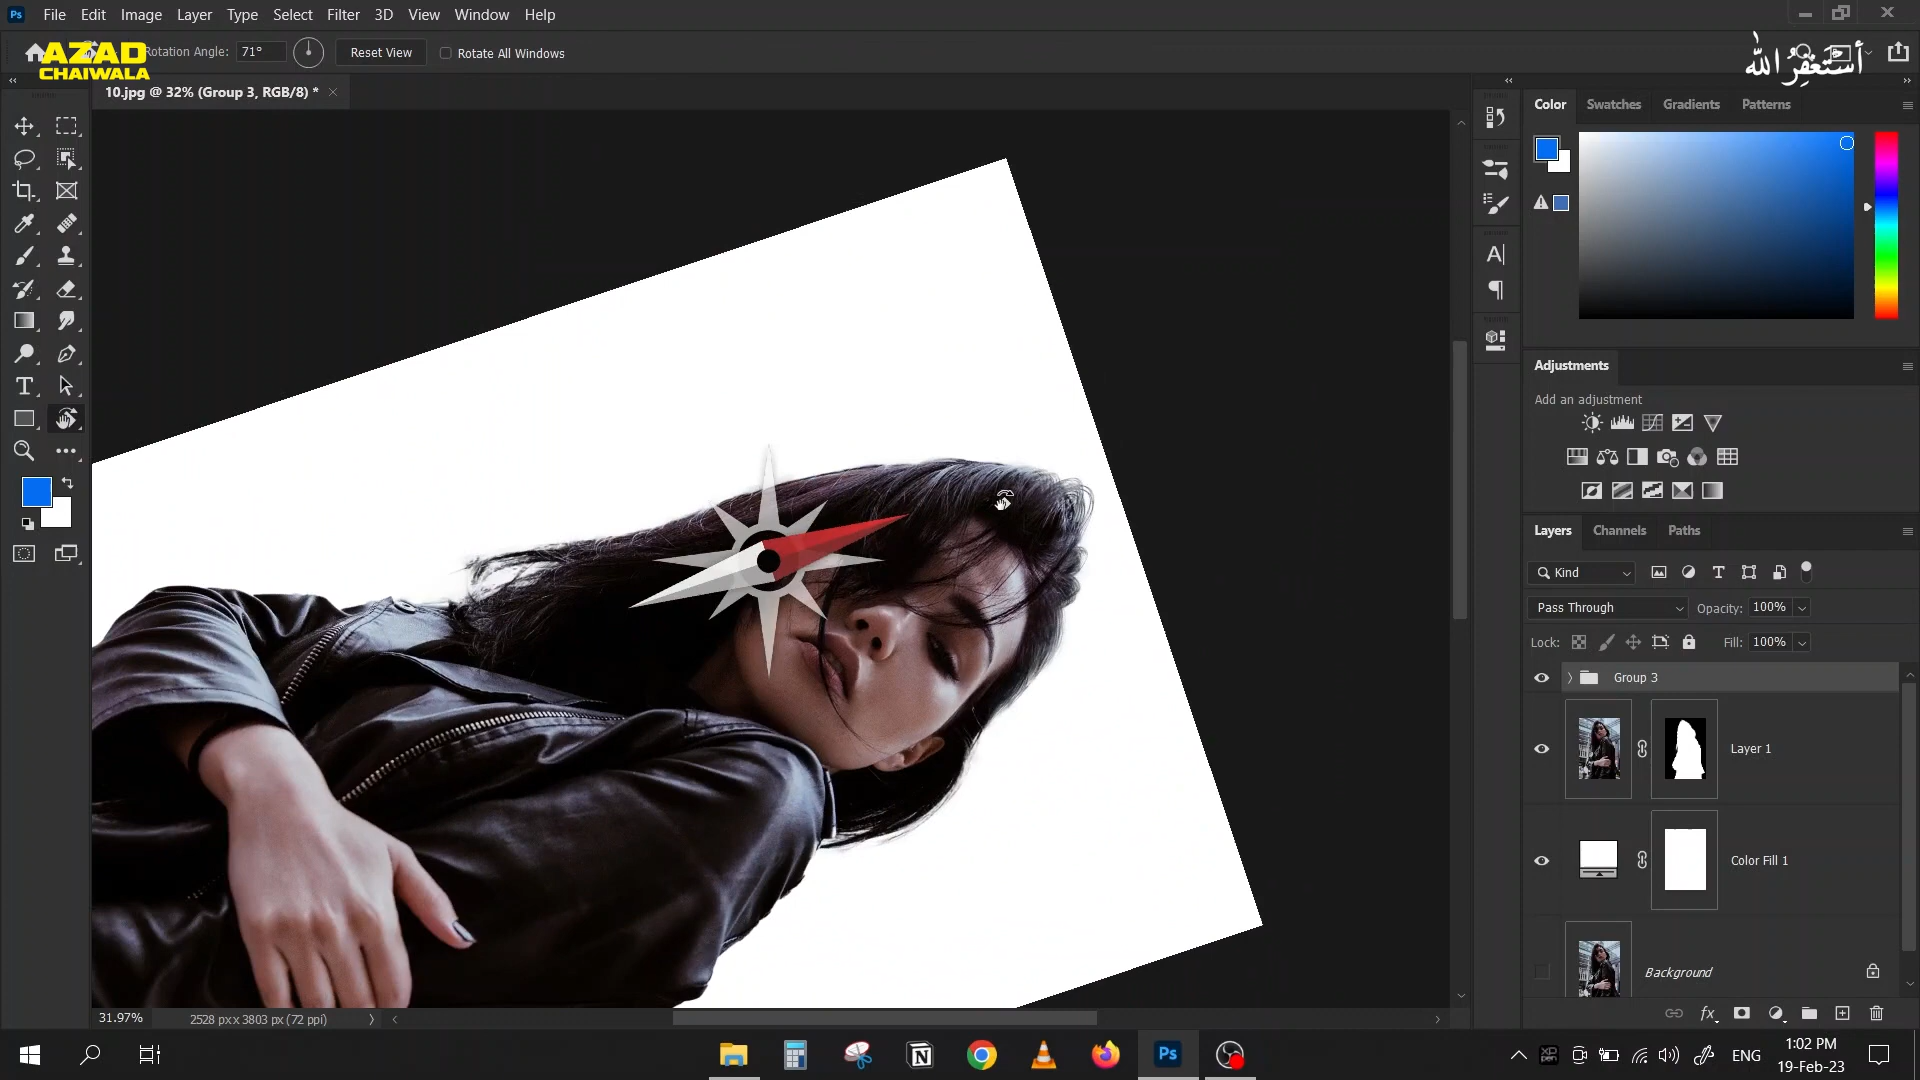 Ps File Edit Image Layer Type Select Filter 3D View Window Help
AZAD
CHAIWALA
Rotation Angle: 71° Reset View Rotate All Windows
أستغفر الله
10.jpg @ 32% (Group 3, RGB/8) *
Color Swatches Gradients Patterns
Adjustments
Add an adjustment
Layers Channels Paths
Kind
Pass Through Opacity: 100%
Lock: Fill: 100%
Group 3
Layer 1
Color Fill 1
Background
31.97% 2528 px x 3803 px (72 ppi)
Ps ENG
1:02 PM
19-Feb-23